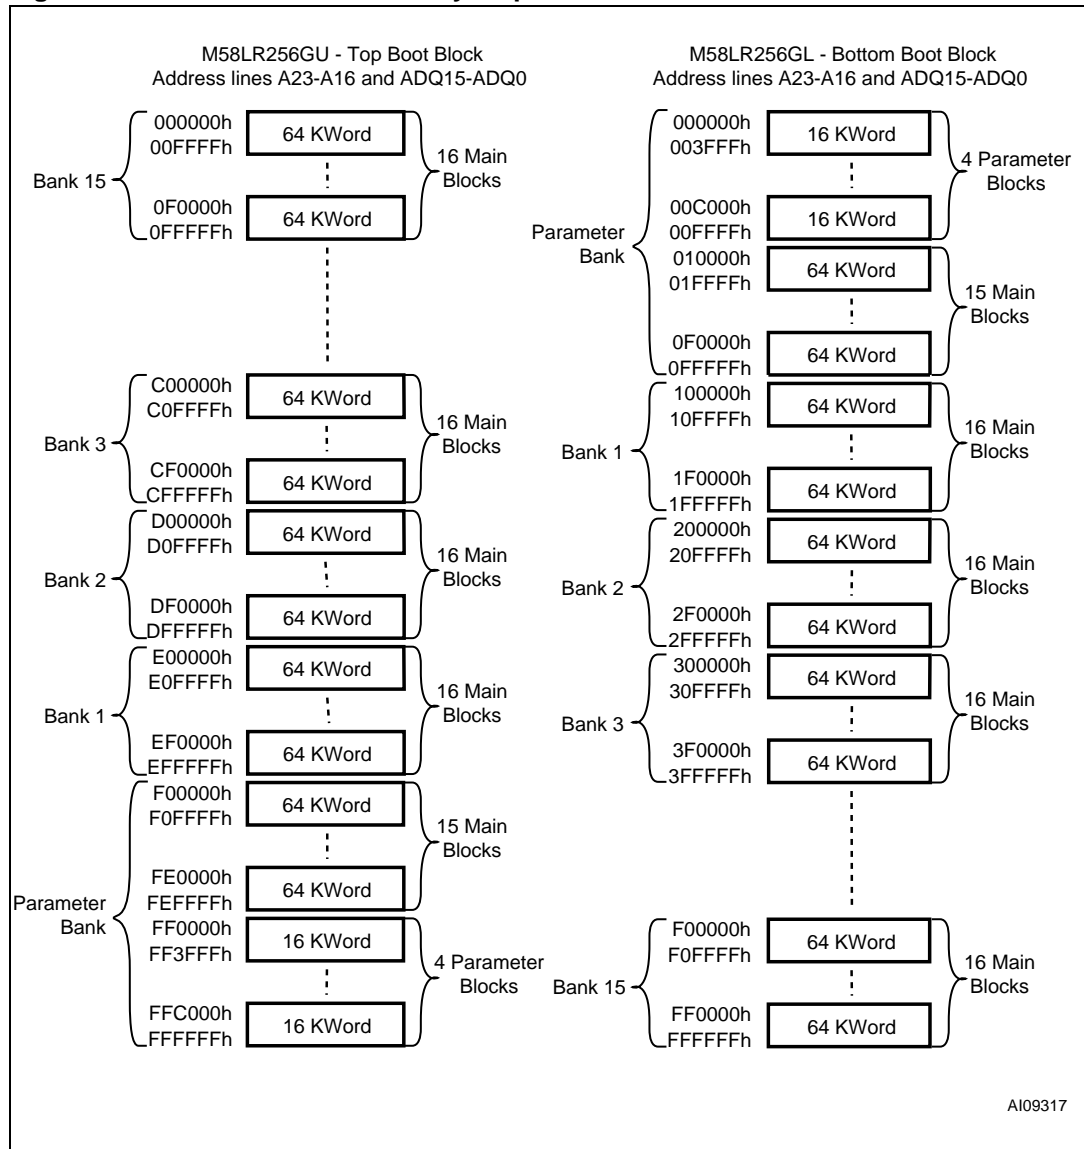 M58LR256GU - Top Boot Block
Address lines A23-A16 and ADQ15-ADQ0
000000h
00FFFFh
64 KWord
Bank 15
16 Main
Blocks
0F0000h
0FFFFFh
64 KWord
C00000h
C0FFFFh
64 KWord
Bank 3
16 Main
Blocks
CF0000h
CFFFFFh
64 KWord
D00000h
D0FFFFh
64 KWord
Bank 2
16 Main
Blocks
DF0000h
DFFFFFh
64 KWord
E00000h
E0FFFFh
64 KWord
Bank 1
16 Main
Blocks
EF0000h
EFFFFFh
64 KWord
F00000h
F0FFFFh
64 KWord
15 Main
Blocks
FE0000h
FEFFFFh
64 KWord
Parameter
Bank
FF0000h
FF3FFFh
16 KWord
4 Parameter
Blocks
FFC000h
FFFFFFh
16 KWord
M58LR256GL - Bottom Boot Block
Address lines A23-A16 and ADQ15-ADQ0
000000h
003FFFh
16 KWord
4 Parameter
Blocks
00C000h
00FFFFh
16 KWord
Parameter
Bank
010000h
01FFFFh
64 KWord
15 Main
Blocks
0F0000h
0FFFFFh
64 KWord
100000h
10FFFFh
64 KWord
Bank 1
16 Main
Blocks
1F0000h
1FFFFFh
64 KWord
200000h
20FFFFh
64 KWord
Bank 2
16 Main
Blocks
2F0000h
2FFFFFh
64 KWord
300000h
30FFFFh
64 KWord
Bank 3
16 Main
Blocks
3F0000h
3FFFFFh
64 KWord
F00000h
F0FFFFh
64 KWord
Bank 15
16 Main
Blocks
FF0000h
FFFFFFh
64 KWord
AI09317